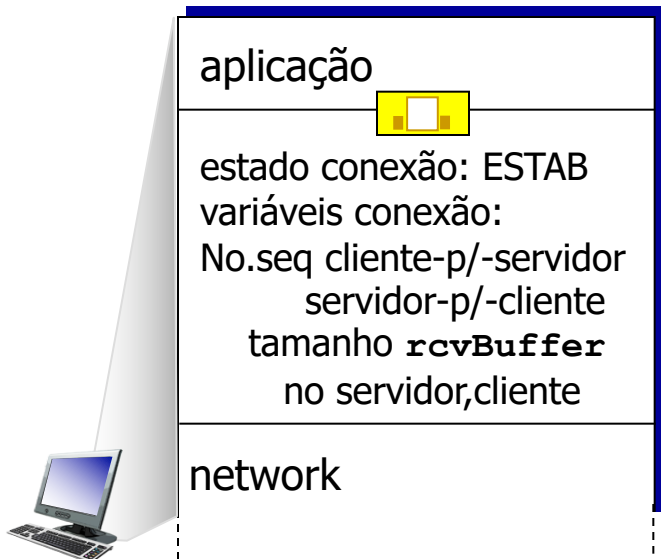 aplicação
estado conexão: ESTAB
variáveis conexão:
No.seq cliente-p/-servidor
servidor-p/-cliente
tamanho rcvBuffer
no servidor,cliente
network